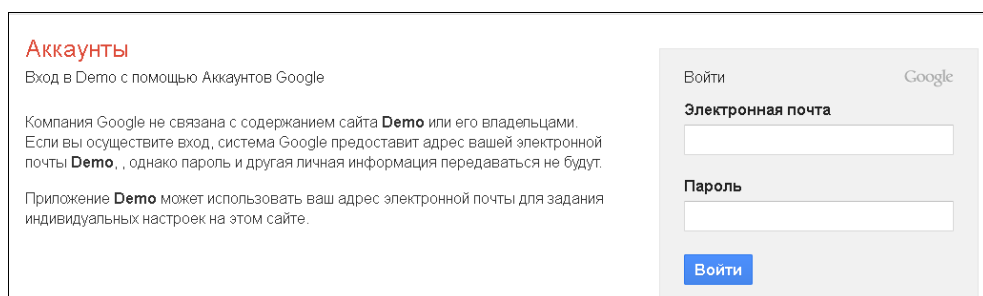 Аккаунты
Вход в Demo с помощью Аккаунтов Google
Компания Google не связана с содержанием сайта Demo или его владельцами.
Если вы осуществите вход, система Google предоставит адрес вашей электронной
почты Demo, , однако пароль и другая личная информация передаваться не будут.
Приложение Demo может использовать ваш адрес электронной почты для задания
индивидуальных настроек на этом сайте.
Войти Google
Электронная почта
Пароль
Войти